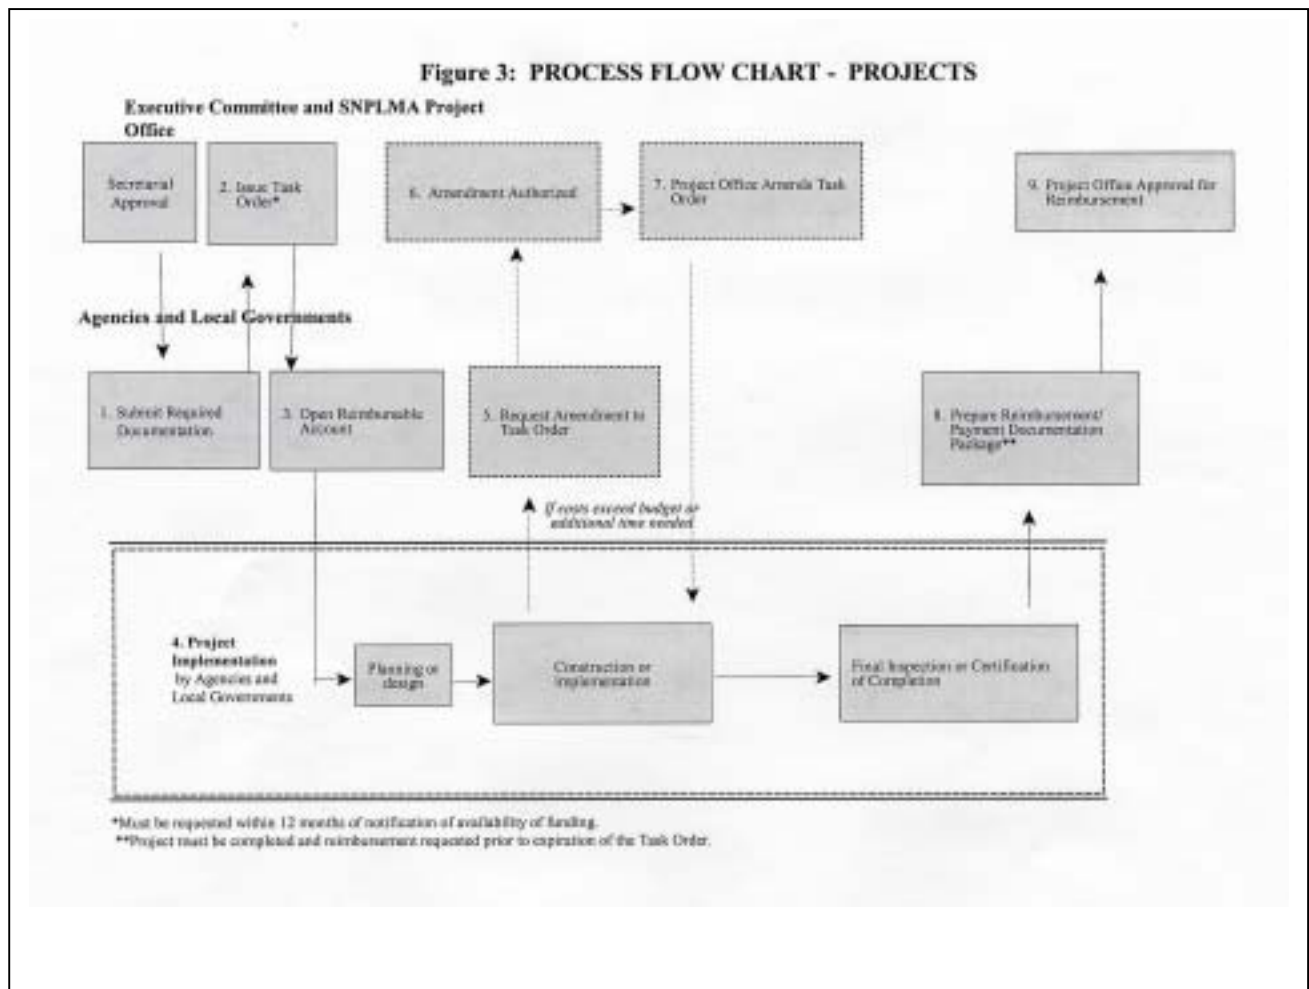 Figure 3: PROCESS FLOW CHART - PROJECTS
Executive Committee and SNPLMA Project
Office
Secretarial
Approval
2. Issue Task
Order*
6. Amendment Authorized
7. Project Office Amends Task
Order
9. Project Office Approval for
Reimbursement
Agencies and Local Governments
1. Submit Required
Documentation
3. Open Reimbursable
Account
5. Request Amendment to
Task Order
8. Prepare Reimbursement/
Payment Documentation
Package**
If costs exceed budget or
additional time needed
4. Project
Implementation
by Agencies and
Local Governments
Planning or
design
Construction or
implementation
Final Inspection or Certification
of Completion
*Must be requested within 12 months of notification of availability of funding.
**Project must be completed and reimbursement requested prior to expiration of the Task Order.